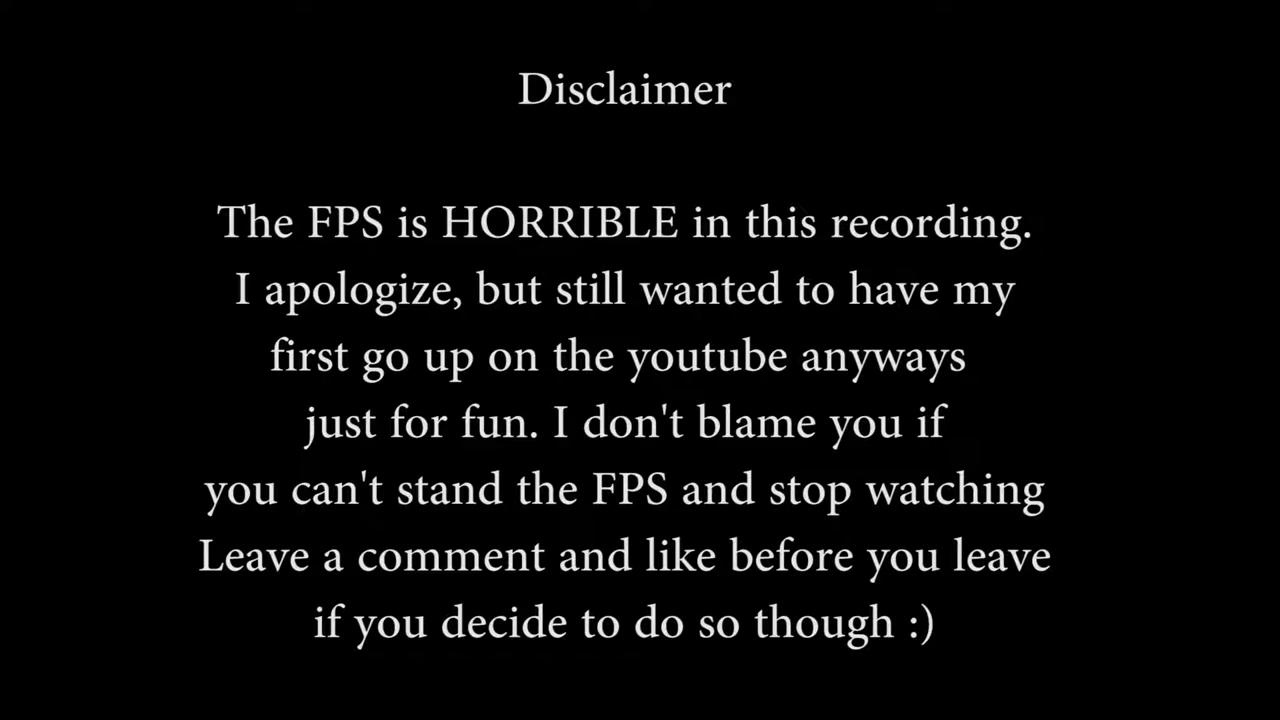 Disclaimer
The FPS is HORRIBLE in this recording.
I apologize, but still wanted to have my
first go up on the youtube anyways
just for fun. I don't blame you if
you can't stand the FPS and stop watching
Leave a comment and like before you leave
if you decide to do so though :)